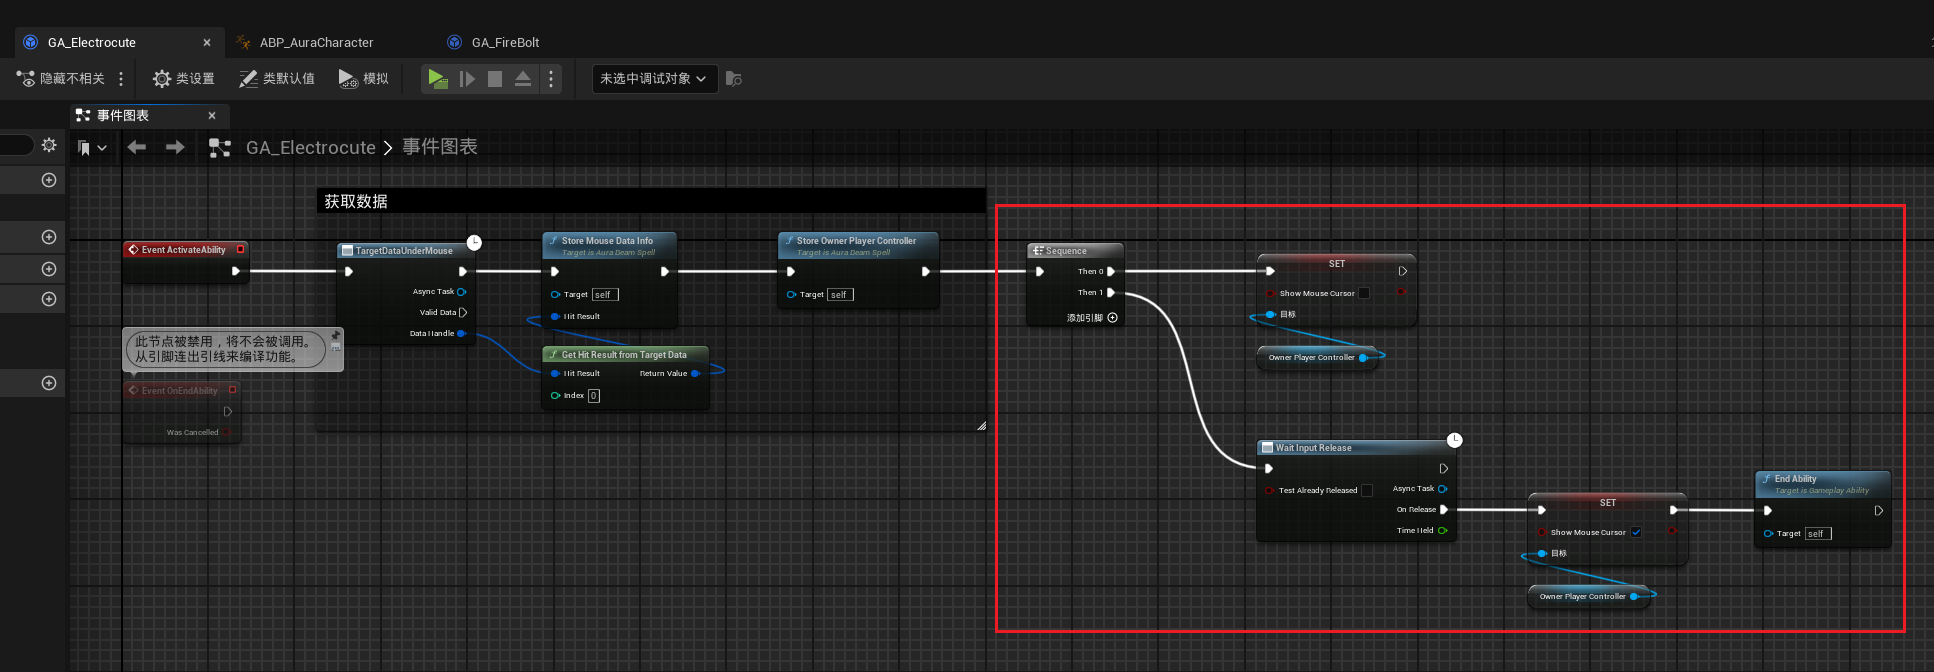 GA_Electrocute
ABP_AuraCharacter
GA_FireBolt
隐藏不相关
类设置
类默认值
模拟
未选中调试对象
事件图表
GA_Electrocute > 事件图表
获取数据
Event ActivateAbility
TargetDataUnderMouse
Async Task
Valid Data
Data Handle
Store Mouse Data Info
Target is Aura Beam Spell
Target self
Hit Result
Get Hit Result from Target Data
Hit Result
Return Value
Index 0
Store Owner Player Controller
Target is Aura Beam Spell
Target self
此节点被禁用，将不会被调用。
从引脚连出引线来编译功能。
Event OnEndAbility
Was Cancelled
Sequence
Then 0
Then 1
添加引脚
SET
Show Mouse Cursor
目标
Owner Player Controller
Wait Input Release
Test Already Released
Async Task
On Release
Time Held
SET
Show Mouse Cursor
目标
Owner Player Controller
End Ability
Target is Gameplay Ability
Target self